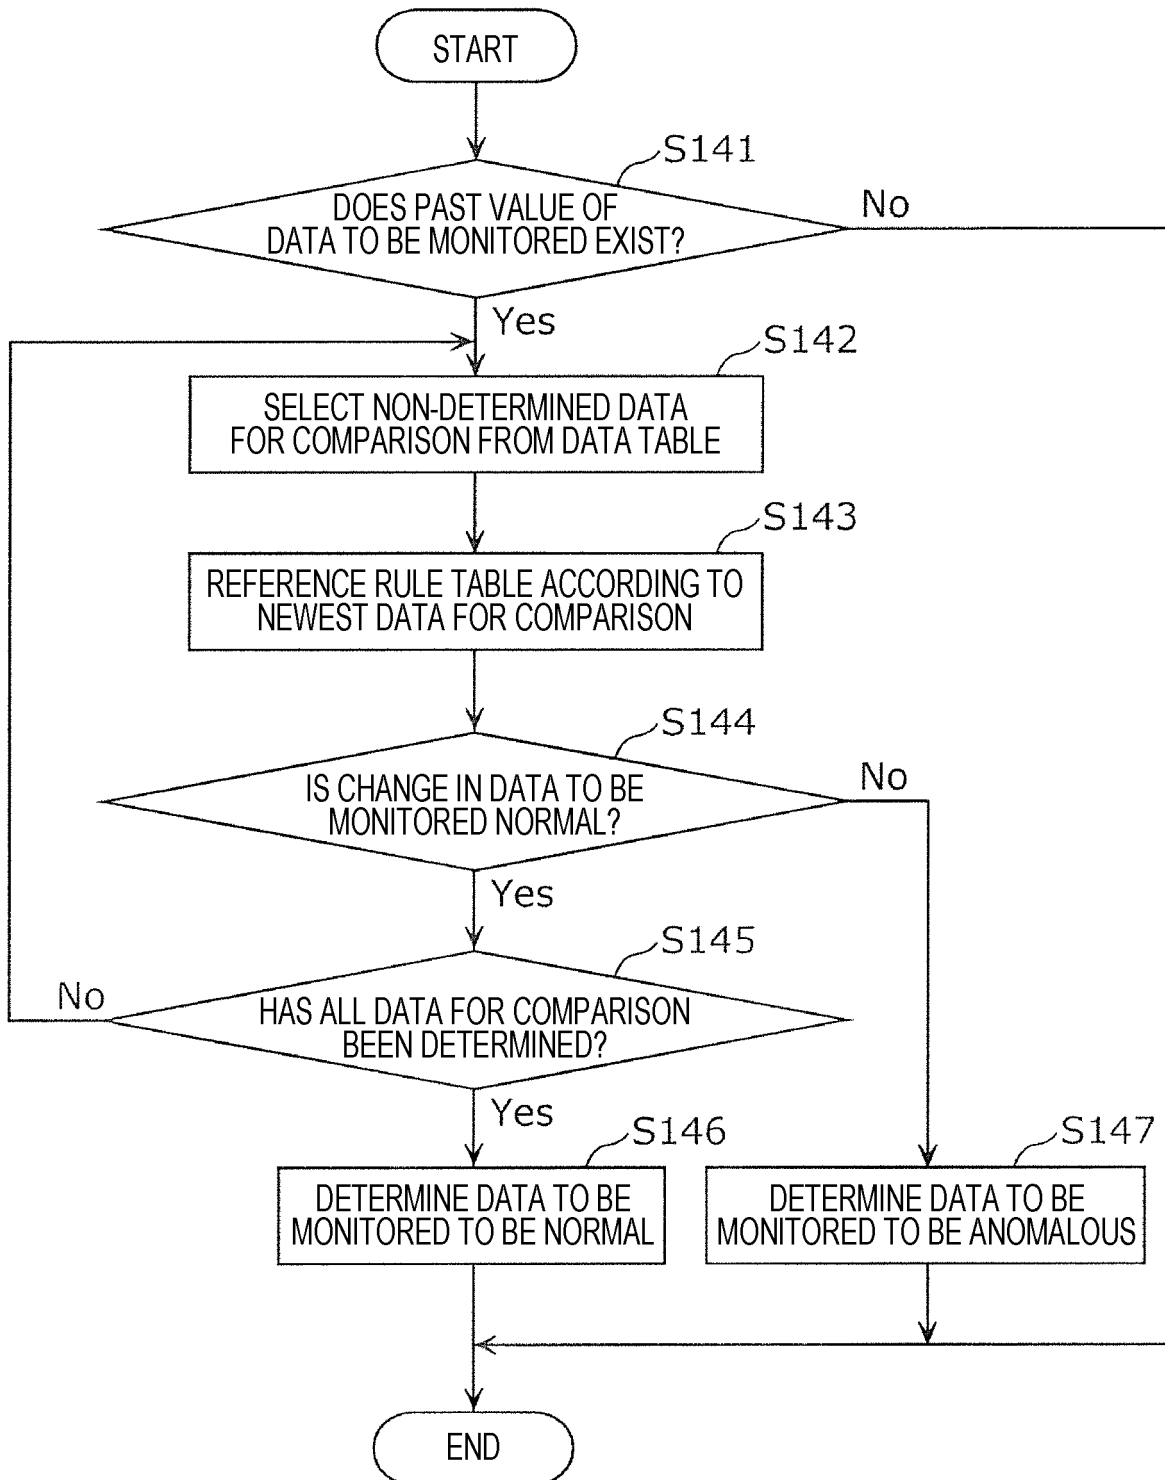 START
S141
DOES PAST VALUE OF
DATA TO BE MONITORED EXIST?
No
Yes
S142
SELECT NON-DETERMINED DATA
FOR COMPARISON FROM DATA TABLE
S143
REFERENCE RULE TABLE ACCORDING TO
NEWEST DATA FOR COMPARISON
S144
IS CHANGE IN DATA TO BE
MONITORED NORMAL?
No
Yes
S145
No
HAS ALL DATA FOR COMPARISON
BEEN DETERMINED?
Yes
S146
DETERMINE DATA TO BE
MONITORED TO BE NORMAL
S147
DETERMINE DATA TO BE
MONITORED TO BE ANOMALOUS
END